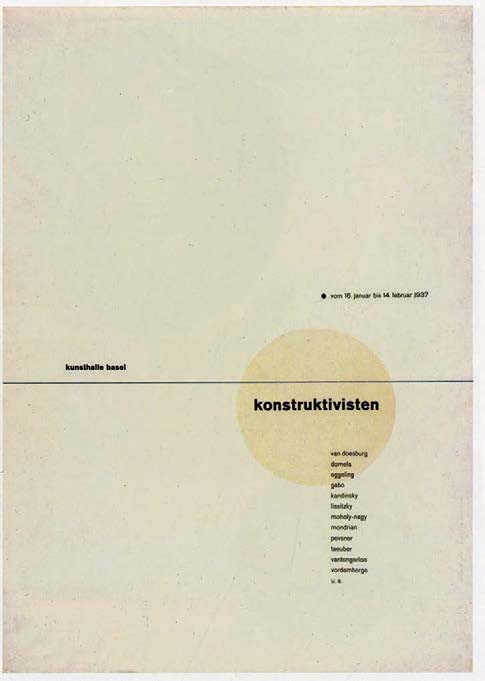 vom 16. januar bis 14. februar 1937
kunsthalle basel
konstruktivisten
van doesburg
domela
eggeling
gabo
kandinsky
lissitzky
moholy-nagy
mondrian
pevsner
taeuber
vantongerloo
vordemberge
u. a.